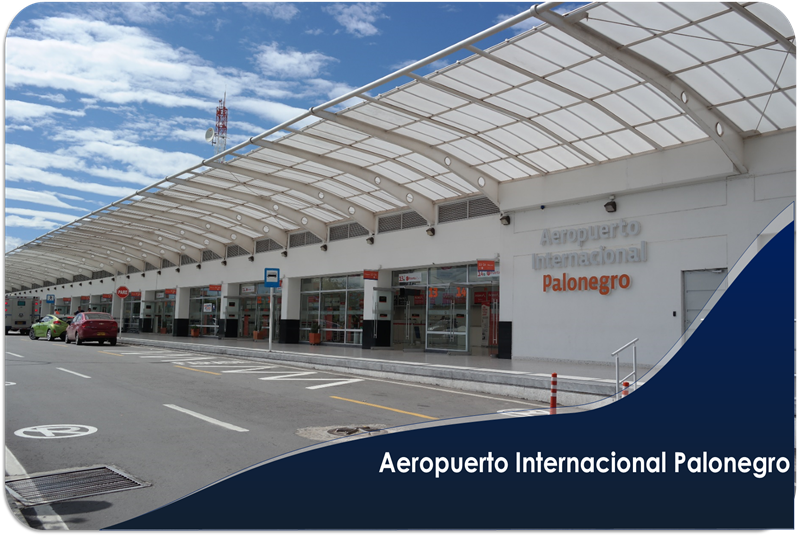 Aeropuerto
Internacional
Palonegro
Aeropuerto Internacional Palonegro